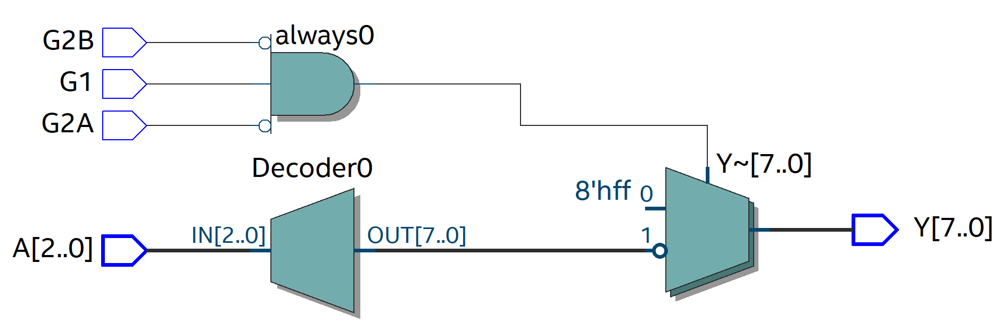 G2B
always0
G1
G2A
Decoder0
Y~[7..0]
8'hff 0
A[2..0]
IN[2..0]
OUT[7..0]
1
Y[7..0]